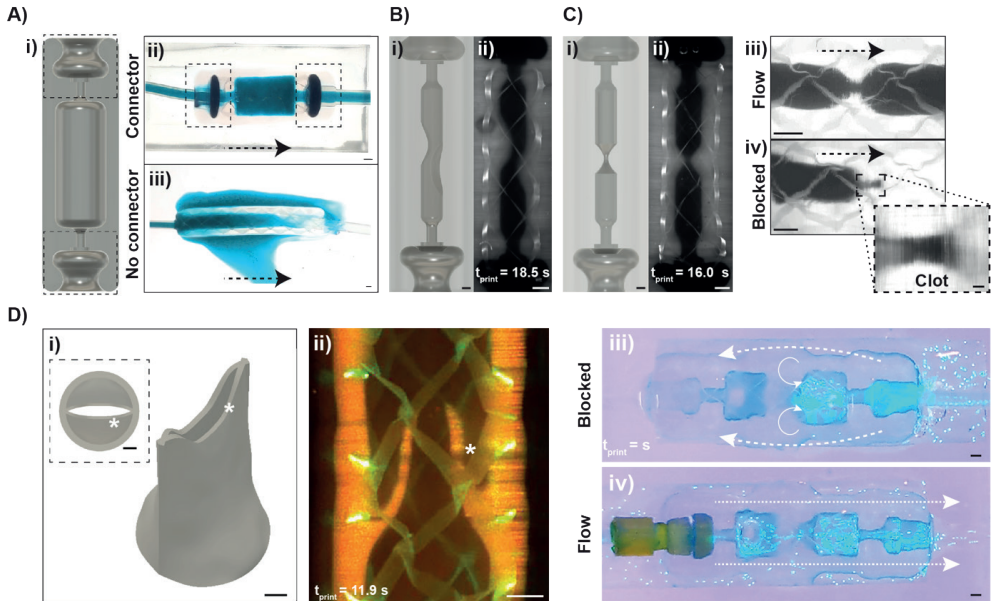 A)
i)
ii)
Connector
iii)
No connector
B)
i)
ii)
t_print = 18.5 s
C)
i)
ii)
t_print = 16.0 s
iii)
Flow
iv)
Blocked
Clot
D)
i)
*
*
ii)
*
t_print = 11.9 s
iii)
Blocked
t_print = s
iv)
Flow